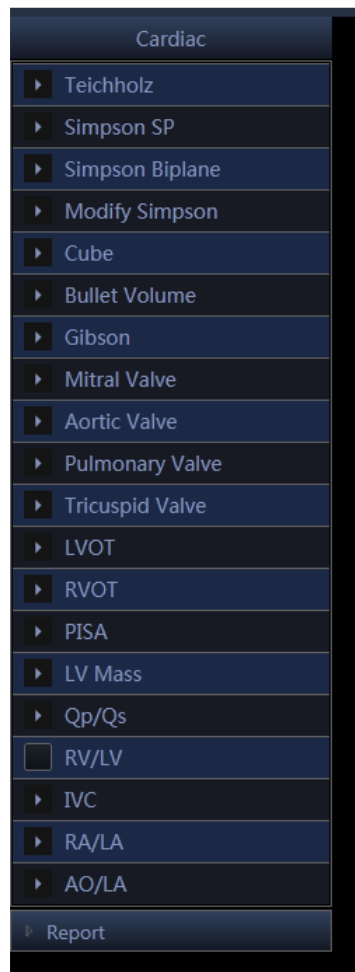 Cardiac
Teichholz
Simpson SP
Simpson Biplane
Modify Simpson
Cube
Bullet Volume
Gibson
Mitral Valve
Aortic Valve
Pulmonary Valve
Tricuspid Valve
LVOT
RVOT
PISA
LV Mass
Qp/Qs
RV/LV
IVC
RA/LA
AO/LA
Report